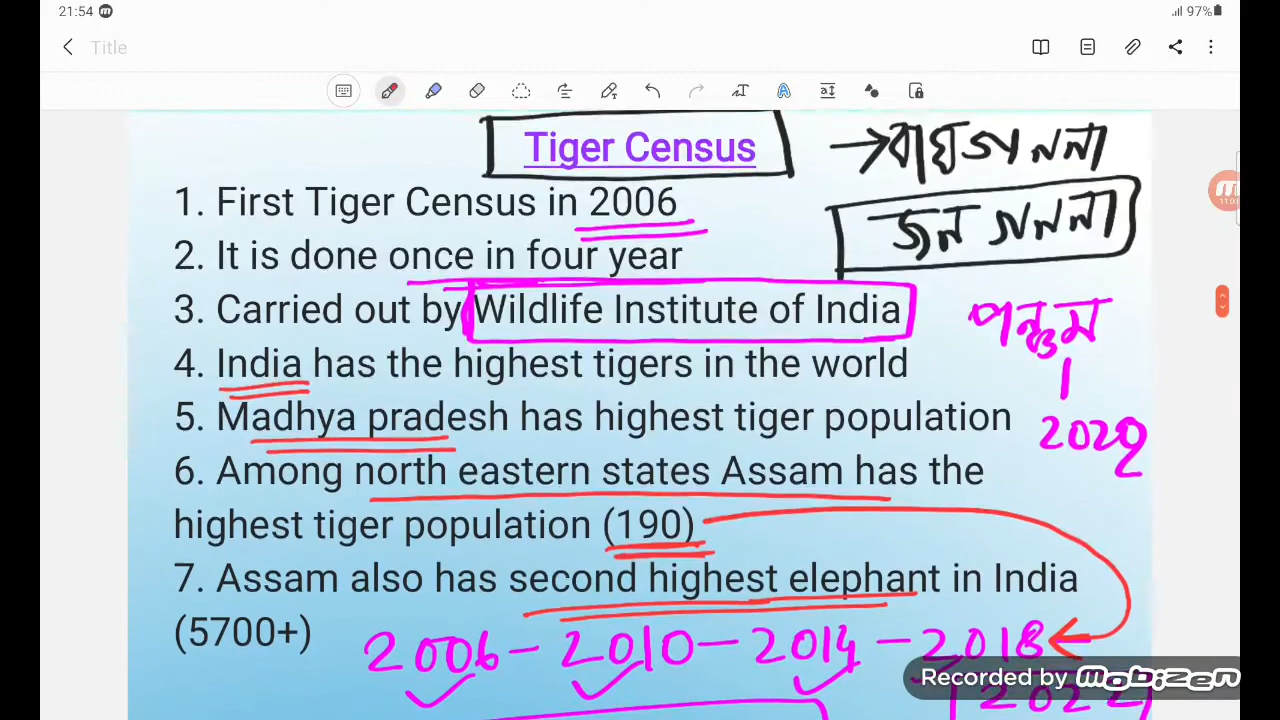 21:54
97%
Title
Tiger Census
→বাঘগণনা
1. First Tiger Census in 2006
জনগণনা
2. It is done once in four year
3. Carried out by Wildlife Institute of India
পঞ্চম
4. India has the highest tigers in the world
5. Madhya pradesh has highest tiger population
2022
6. Among north eastern states Assam has the
highest tiger population (190)
7. Assam also has second highest elephant in India
(5700+)
2006 - 2010 - 2014 - 2018
Recorded by mobizen
2022